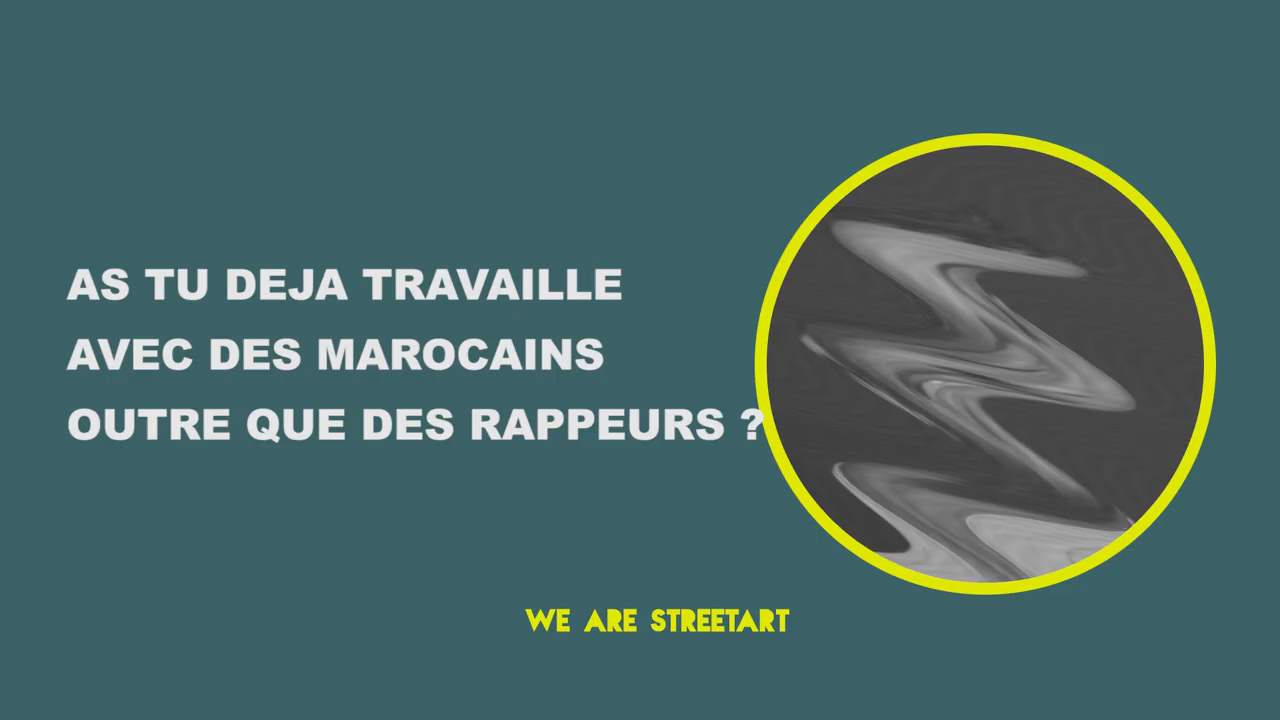 AS TU DEJA TRAVAILLE
AVEC DES MAROCAINS
OUTRE QUE DES RAPPEURS ?
WE ARE STREETART